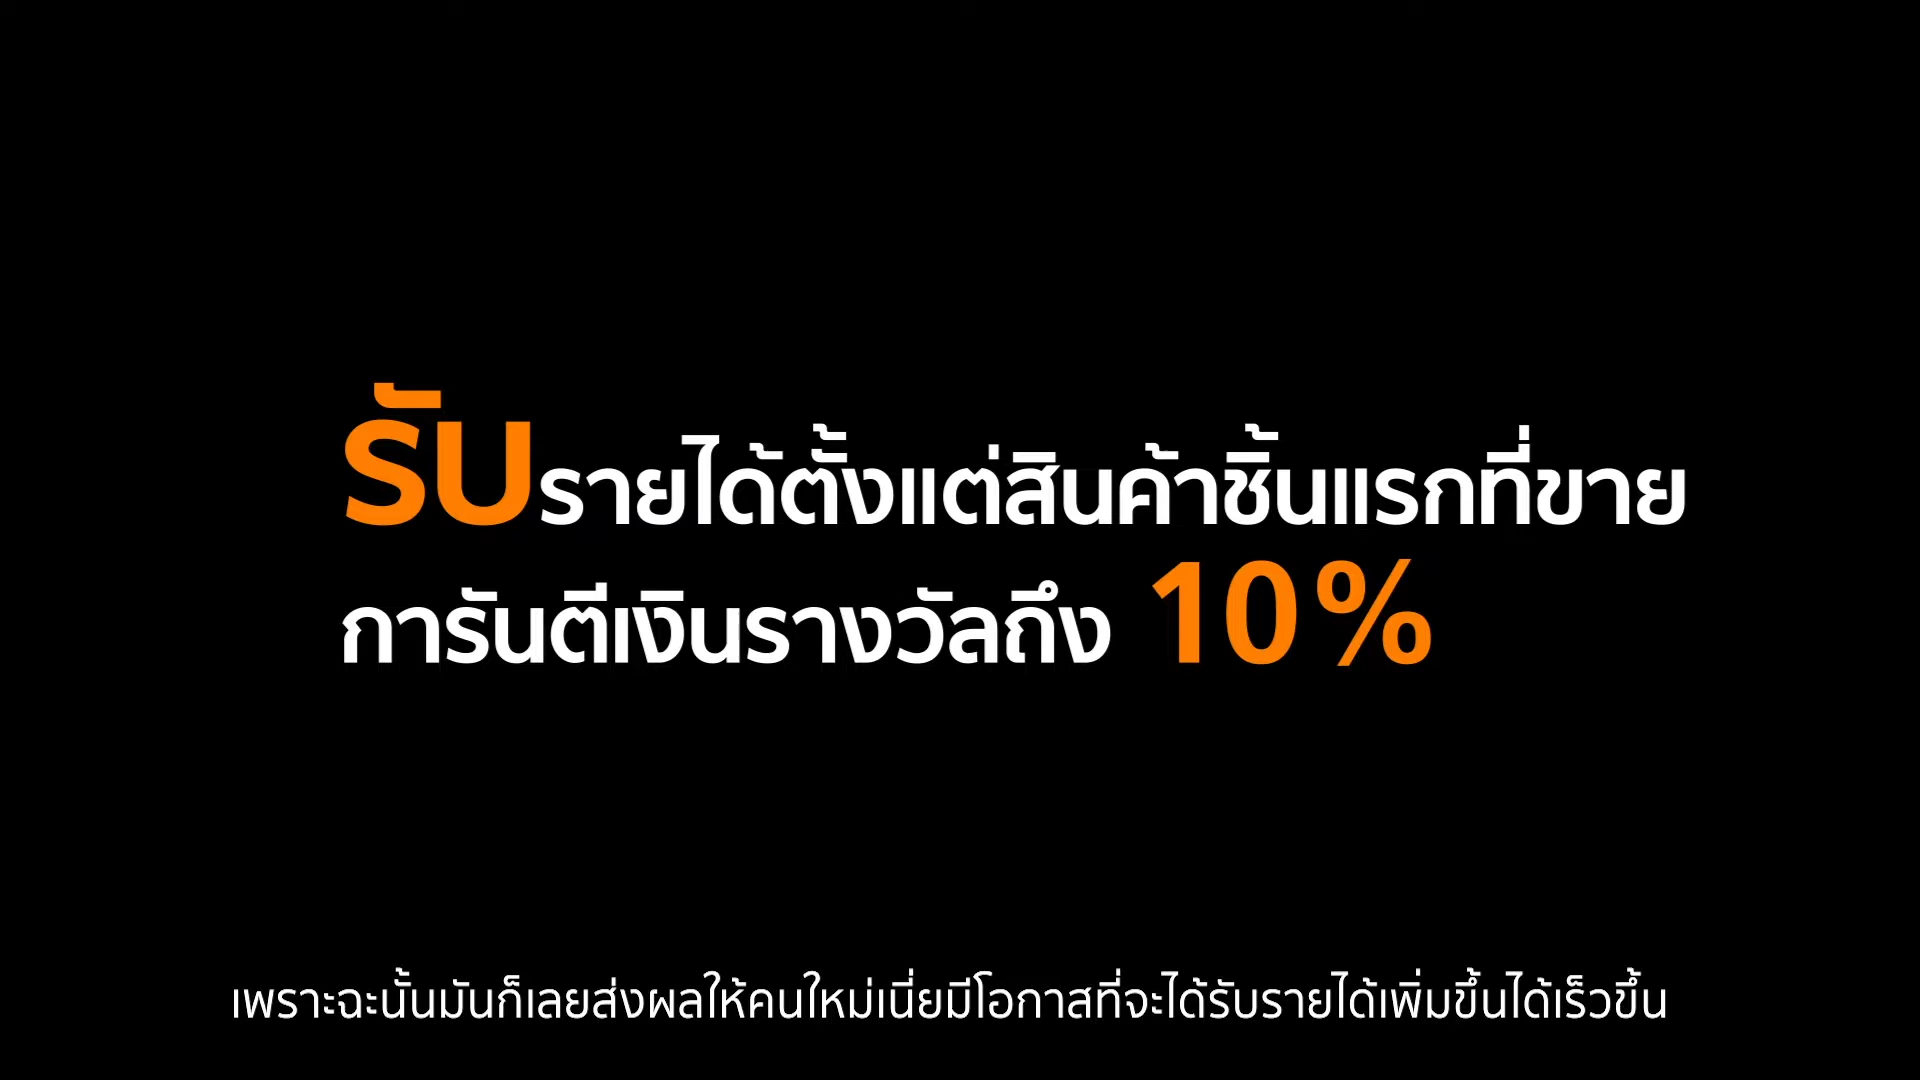 รับรายได้ตั้งแต่สินค้าชิ้นแรกที่ขาย
การันตีเงินรางวัลถึง 10%
เพราะฉะนั้นมันก็เลยส่งผลให้คนใหม่เนี่ยมีโอกาสที่จะได้รับรายได้เพิ่มขึ้นได้เร็วขึ้น